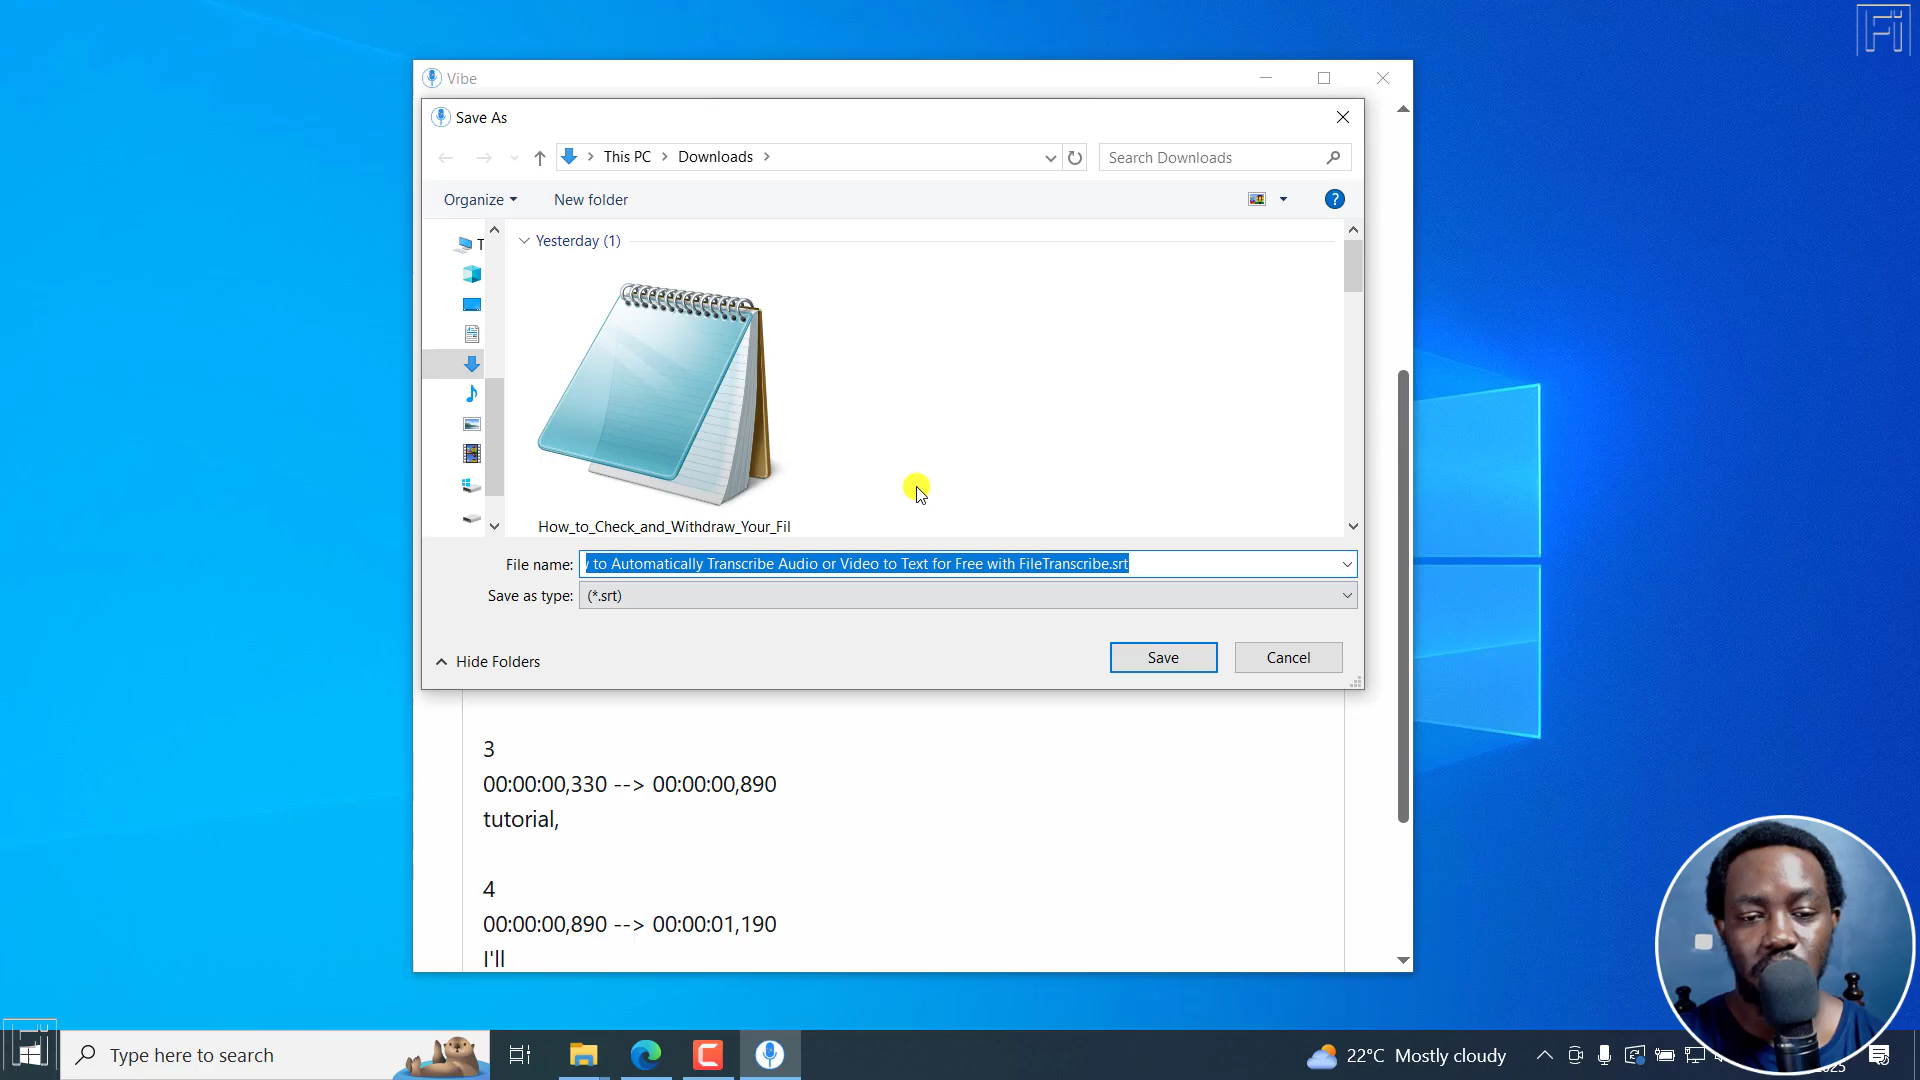 Fi
Vibe
Save As
This PC > Downloads >
Search Downloads
Organize
New folder
Yesterday (1)
How_to_Check_and_Withdraw_Your_Fil
File name: to Automatically Transcribe Audio or Video to Text for Free with FileTranscribe.srt
Save as type: (*.srt)
Hide Folders
Save
Cancel
3
00:00:00,330 --> 00:00:00,890
tutorial,
4
00:00:00,890 --> 00:00:01,190
I'll
Type here to search
22°C Mostly cloudy